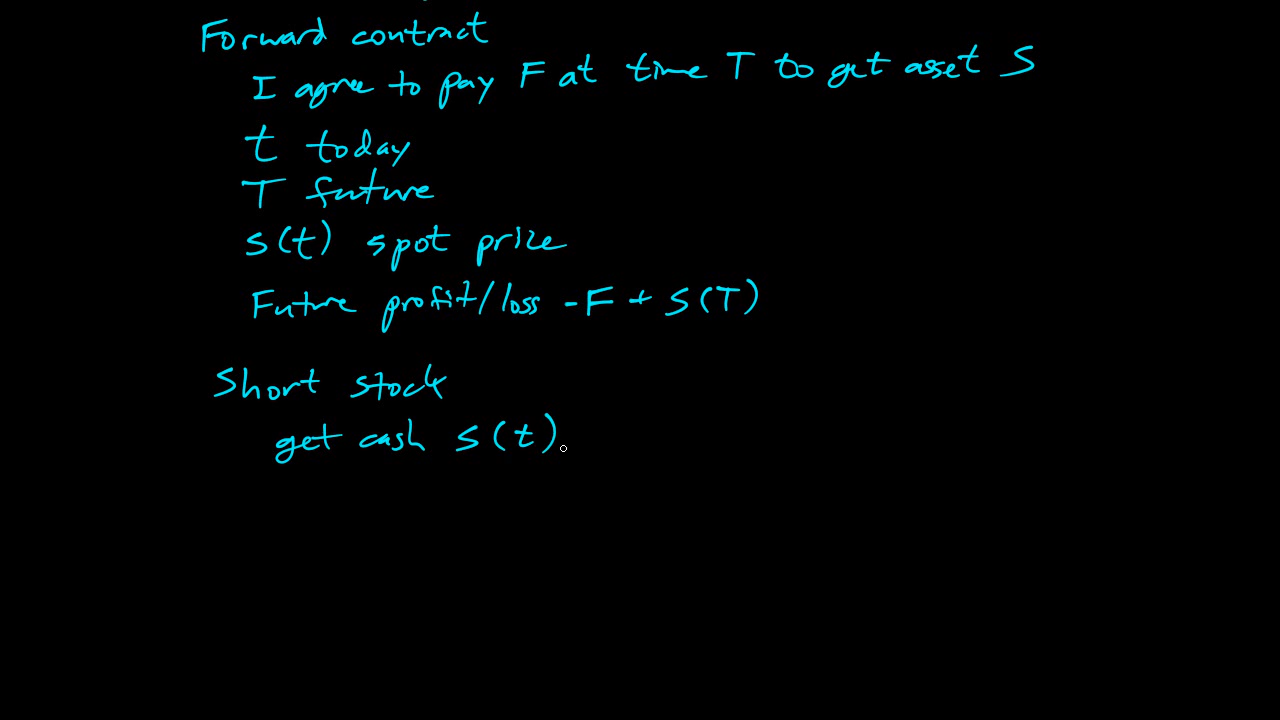 Forward contract
I agree to pay F at time T to get asset S
t today
T future
S(t) spot price
Future profit/loss -F + S(T)
Short stock
get cash S(t)